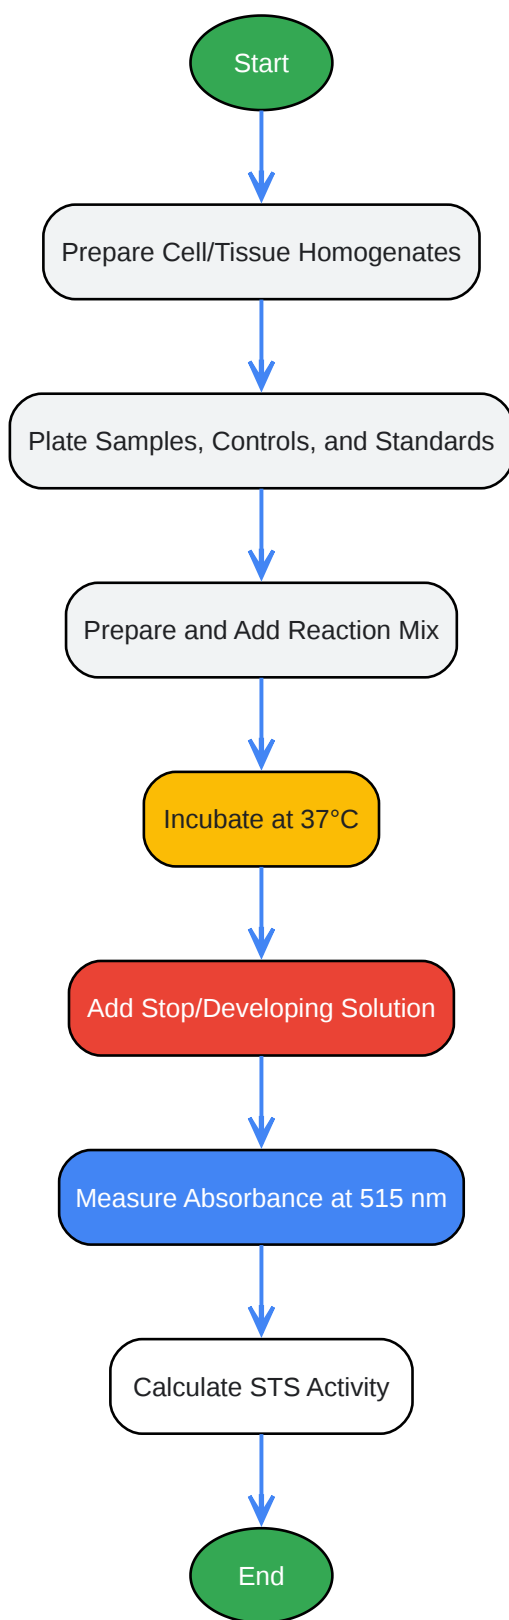 Start
Prepare Cell/Tissue Homogenates
Plate Samples, Controls, and Standards
Prepare and Add Reaction Mix
Incubate at 37°C
Add Stop/Developing Solution
Measure Absorbance at 515 nm
Calculate STS Activity
End